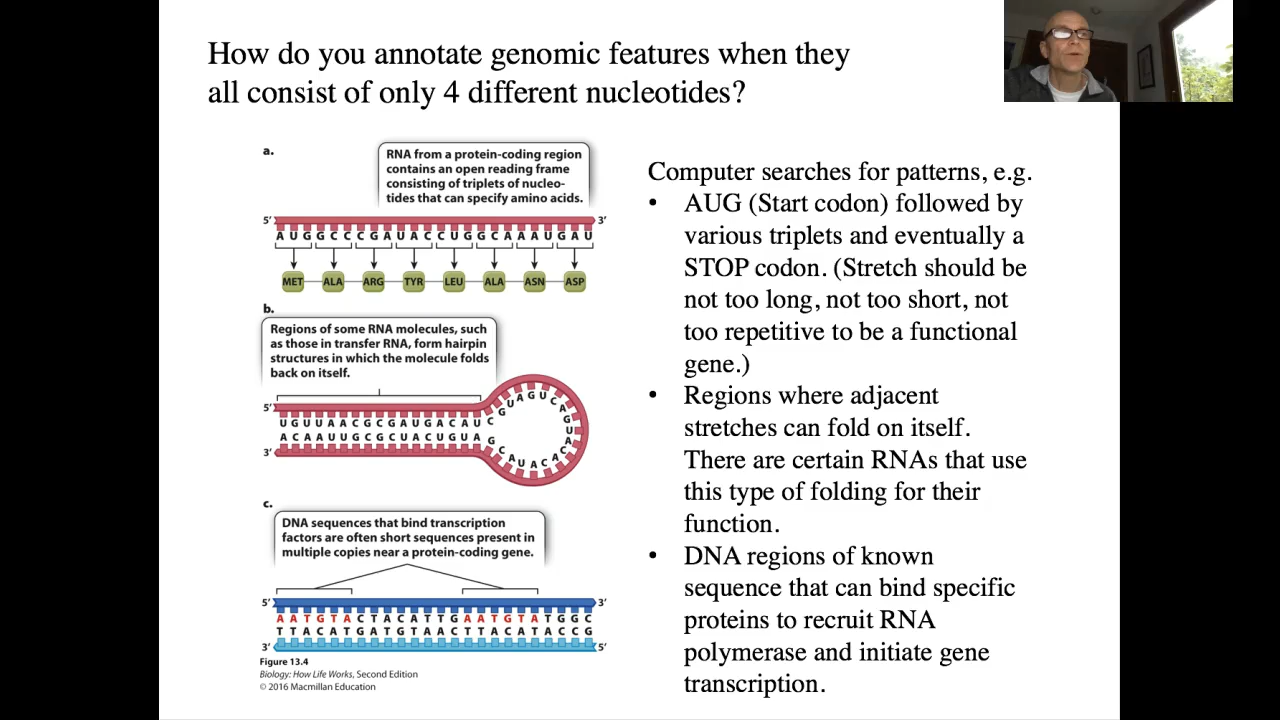 How do you annotate genomic features when they
all consist of only 4 different nucleotides?
a.
RNA from a protein-coding region
contains an open reading frame
consisting of triplets of nucleo-
tides that can specify amino acids.
5′ 3′
A U G G C C C G A U A C C U G G C A A A U G A U
MET ALA ARG TYR LEU ALA ASN ASP
b.
Regions of some RNA molecules, such
as those in transfer RNA, form hairpin
structures in which the molecule folds
back on itself.
5′
U G U U A A C G C G A U G A C A U C G U A G U C A G U A
A C A A U U G C G C U A C U G U A G C A U A C A C
3′
c.
DNA sequences that bind transcription
factors are often short sequences present in
multiple copies near a protein-coding gene.
5′ 3′
A A T G T A C T A C A T T G A A T G T A T G G C
T T A C A T G A T G T A A C T T A C A T A C C G
3′ 5′
Figure 13.4
Biology: How Life Works, Second Edition
© 2016 Macmillan Education
Computer searches for patterns, e.g.
• AUG (Start codon) followed by
various triplets and eventually a
STOP codon. (Stretch should be
not too long, not too short, not
too repetitive to be a functional
gene.)
• Regions where adjacent
stretches can fold on itself.
There are certain RNAs that use
this type of folding for their
function.
• DNA regions of known
sequence that can bind specific
proteins to recruit RNA
polymerase and initiate gene
transcription.